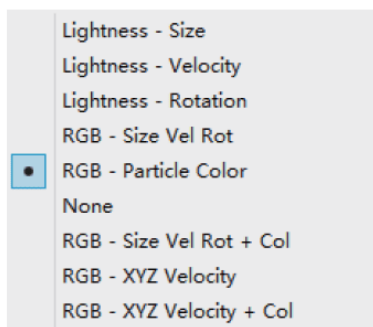 Lightness - Size
Lightness - Velocity
Lightness - Rotation
RGB - Size Vel Rot
RGB - Particle Color
None
RGB - Size Vel Rot + Col
RGB - XYZ Velocity
RGB - XYZ Velocity + Col